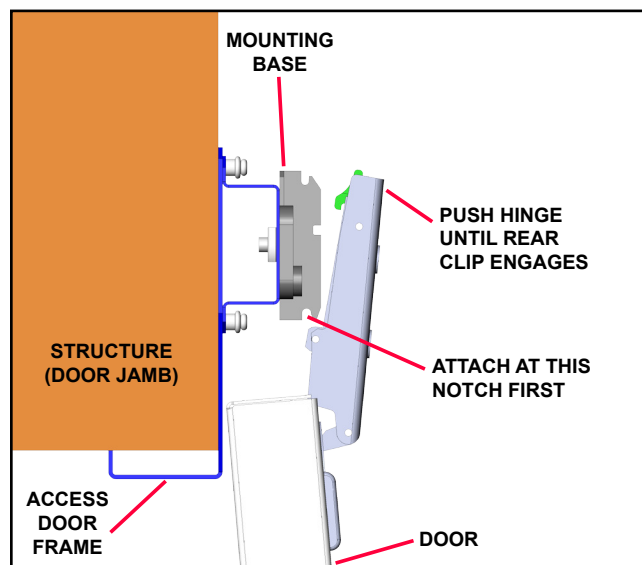 MOUNTING
BASE
PUSH HINGE
UNTIL REAR
CLIP ENGAGES
STRUCTURE
(DOOR JAMB)
ATTACH AT THIS
NOTCH FIRST
ACCESS
DOOR
FRAME
DOOR